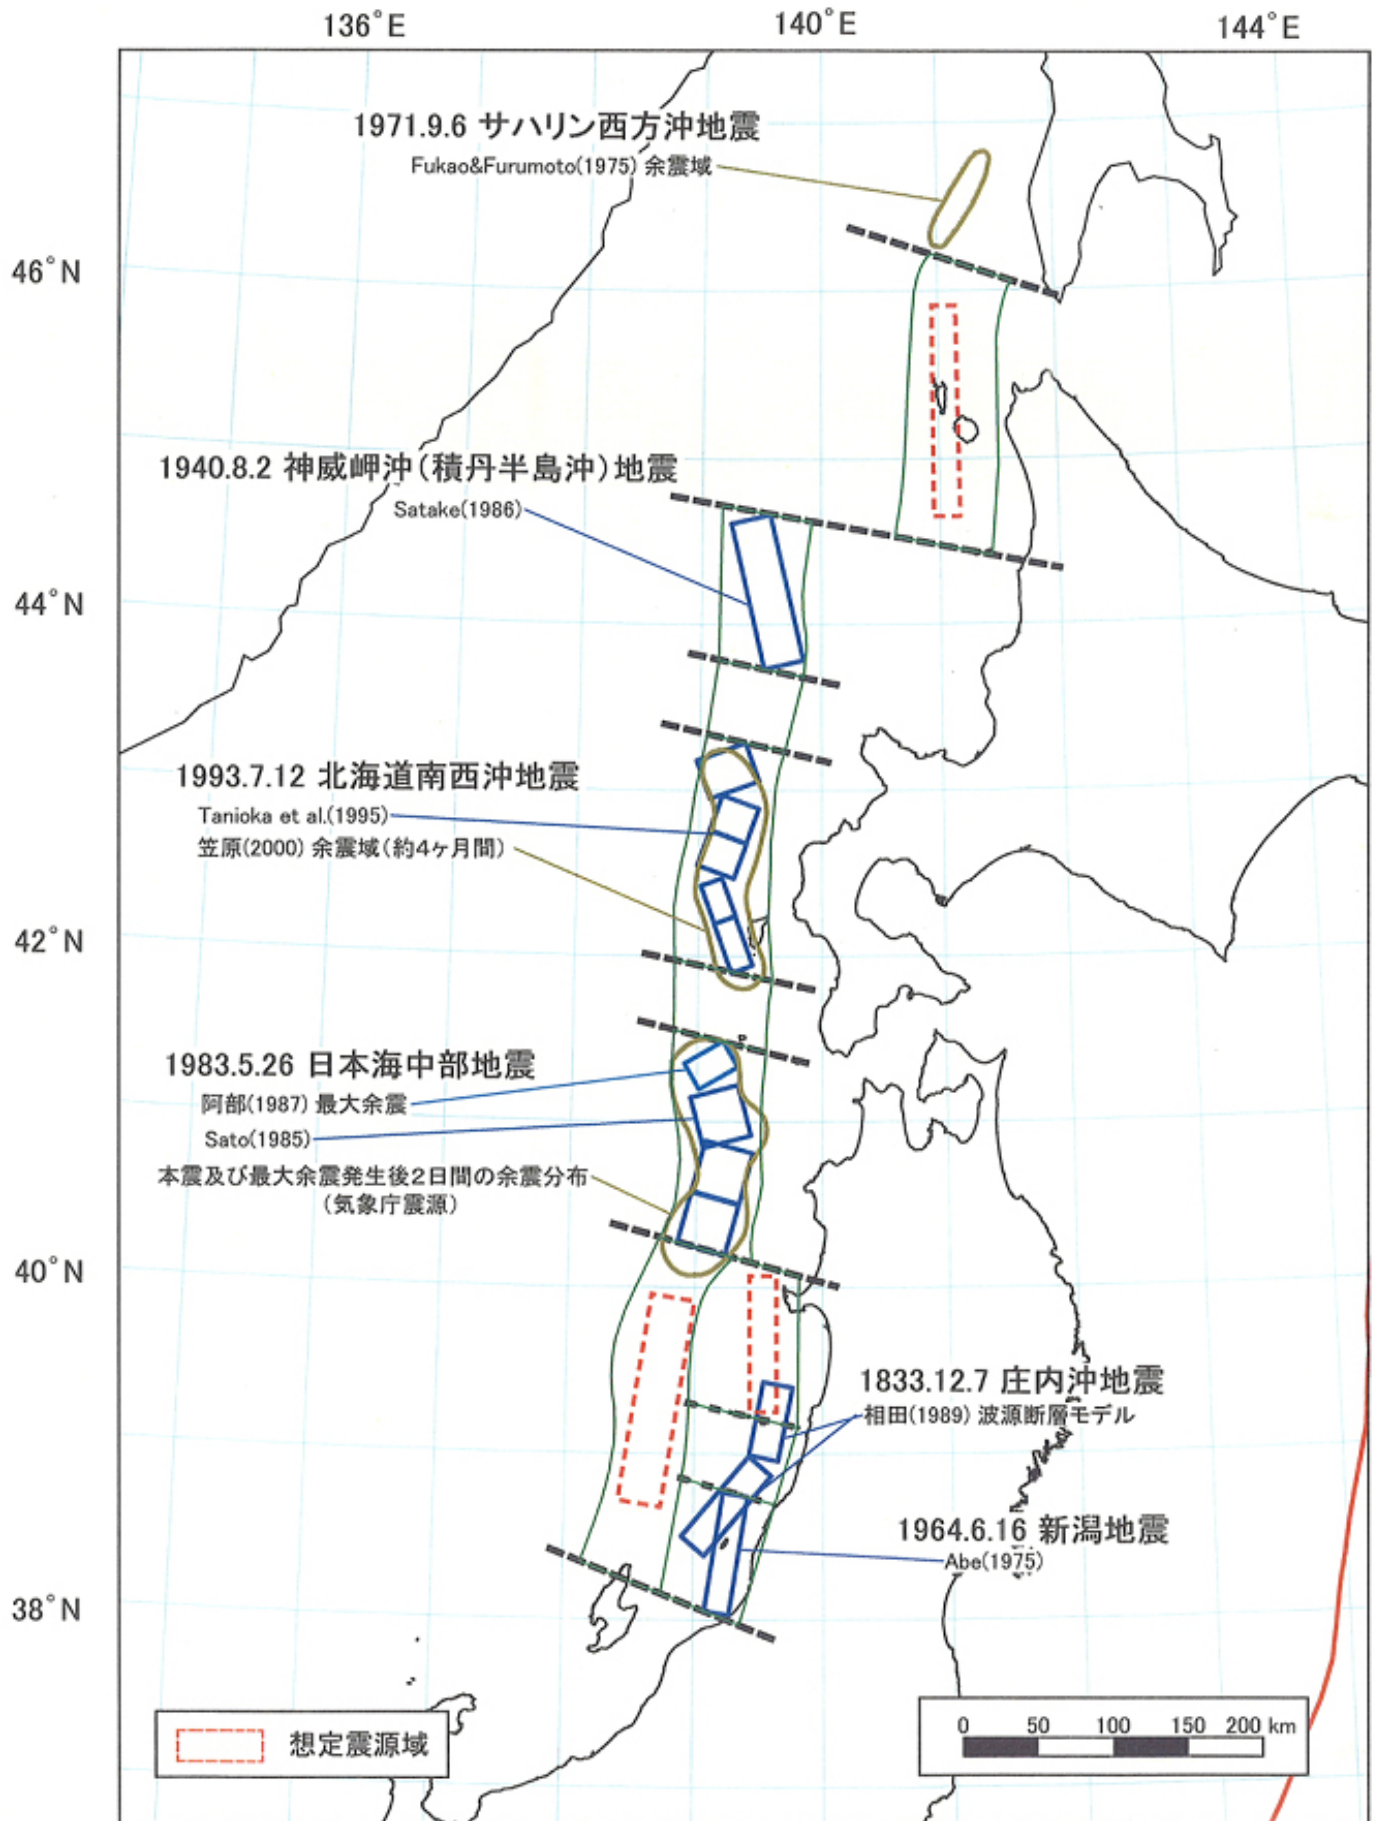 136°E 140°E 144°E
1971.9.6 サハリン西方沖地震
Fukao&Furumoto(1975) 余震域
46°N
1940.8.2 神威岬沖(積丹半島沖)地震
Satake(1986)
44°N
1993.7.12 北海道南西沖地震
Tanioka et al.(1995)
笠原(2000) 余震域(約4ヶ月間)
42°N
1983.5.26 日本海中部地震
阿部(1987) 最大余震
Sato(1985)
本震及び最大余震発生後2日間の余震分布
(気象庁震源)
40°N
1833.12.7 庄内沖地震
相田(1989) 波源断層モデル
1964.6.16 新潟地震
Abe(1975)
38°N
想定震源域
0 50 100 150 200 km